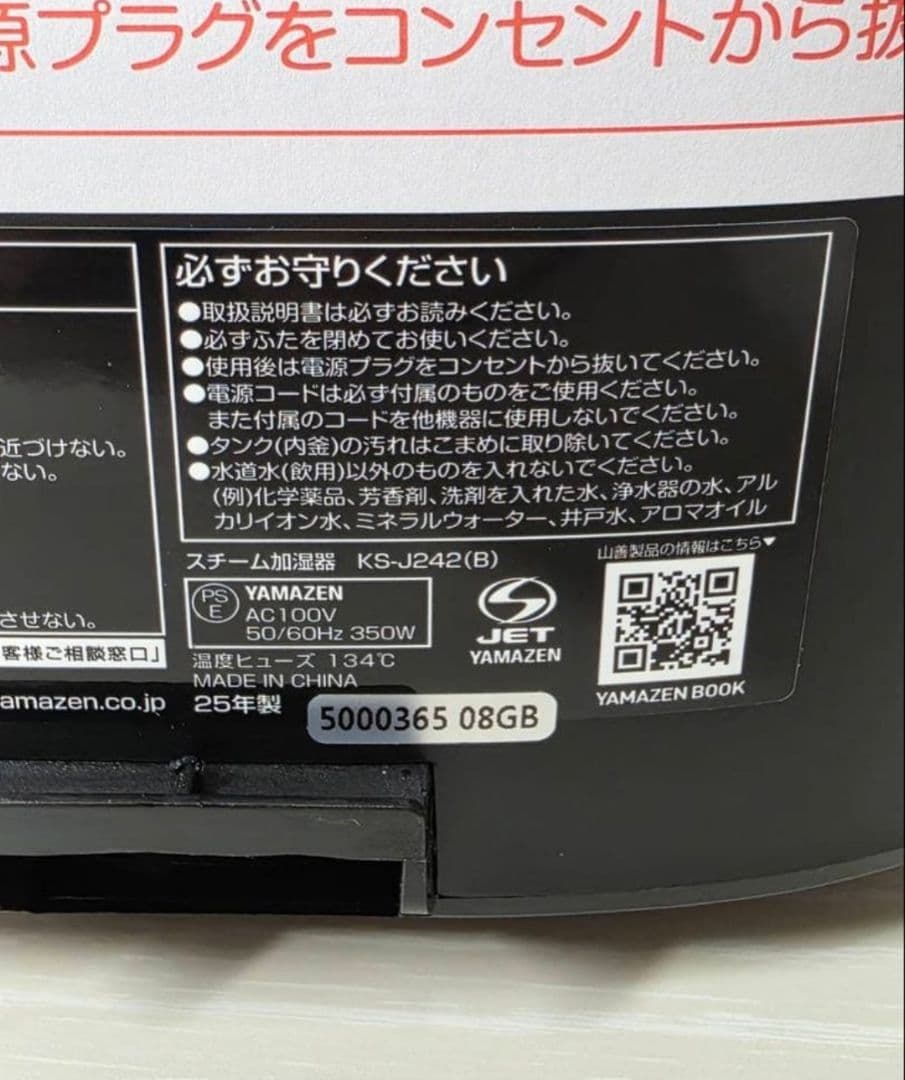 源プラグをコンセントから抜
必ずお守りください
●取扱説明書は必ずお読みください。
●必ずふたを閉めてお使いください。
●使用後は電源プラグをコンセントから抜いてください。
●電源コードは必ず付属のものをご使用ください。
また付属のコードを他機器に使用しないでください。
●タンク(内釜)の汚れはこまめに取り除いてください。
●水道水(飲用)以外のものを入れないでください。
(例)化学薬品、芳香剤、洗剤を入れた水、浄水器の水、アル
カリイオン水、ミネラルウォーター、井戸水、アロマオイル
近づけない。
ない。
させない。
客様ご相談窓口」
amazen.co.jp
スチーム加湿器 KS-J242(B)
PS
E
YAMAZEN
AC100V
50/60Hz 350W
温度ヒューズ 134℃
MADE IN CHINA
25年製
5000365 08GB
JET
YAMAZEN
山善製品の情報はこちら▼
YAMAZEN BOOK